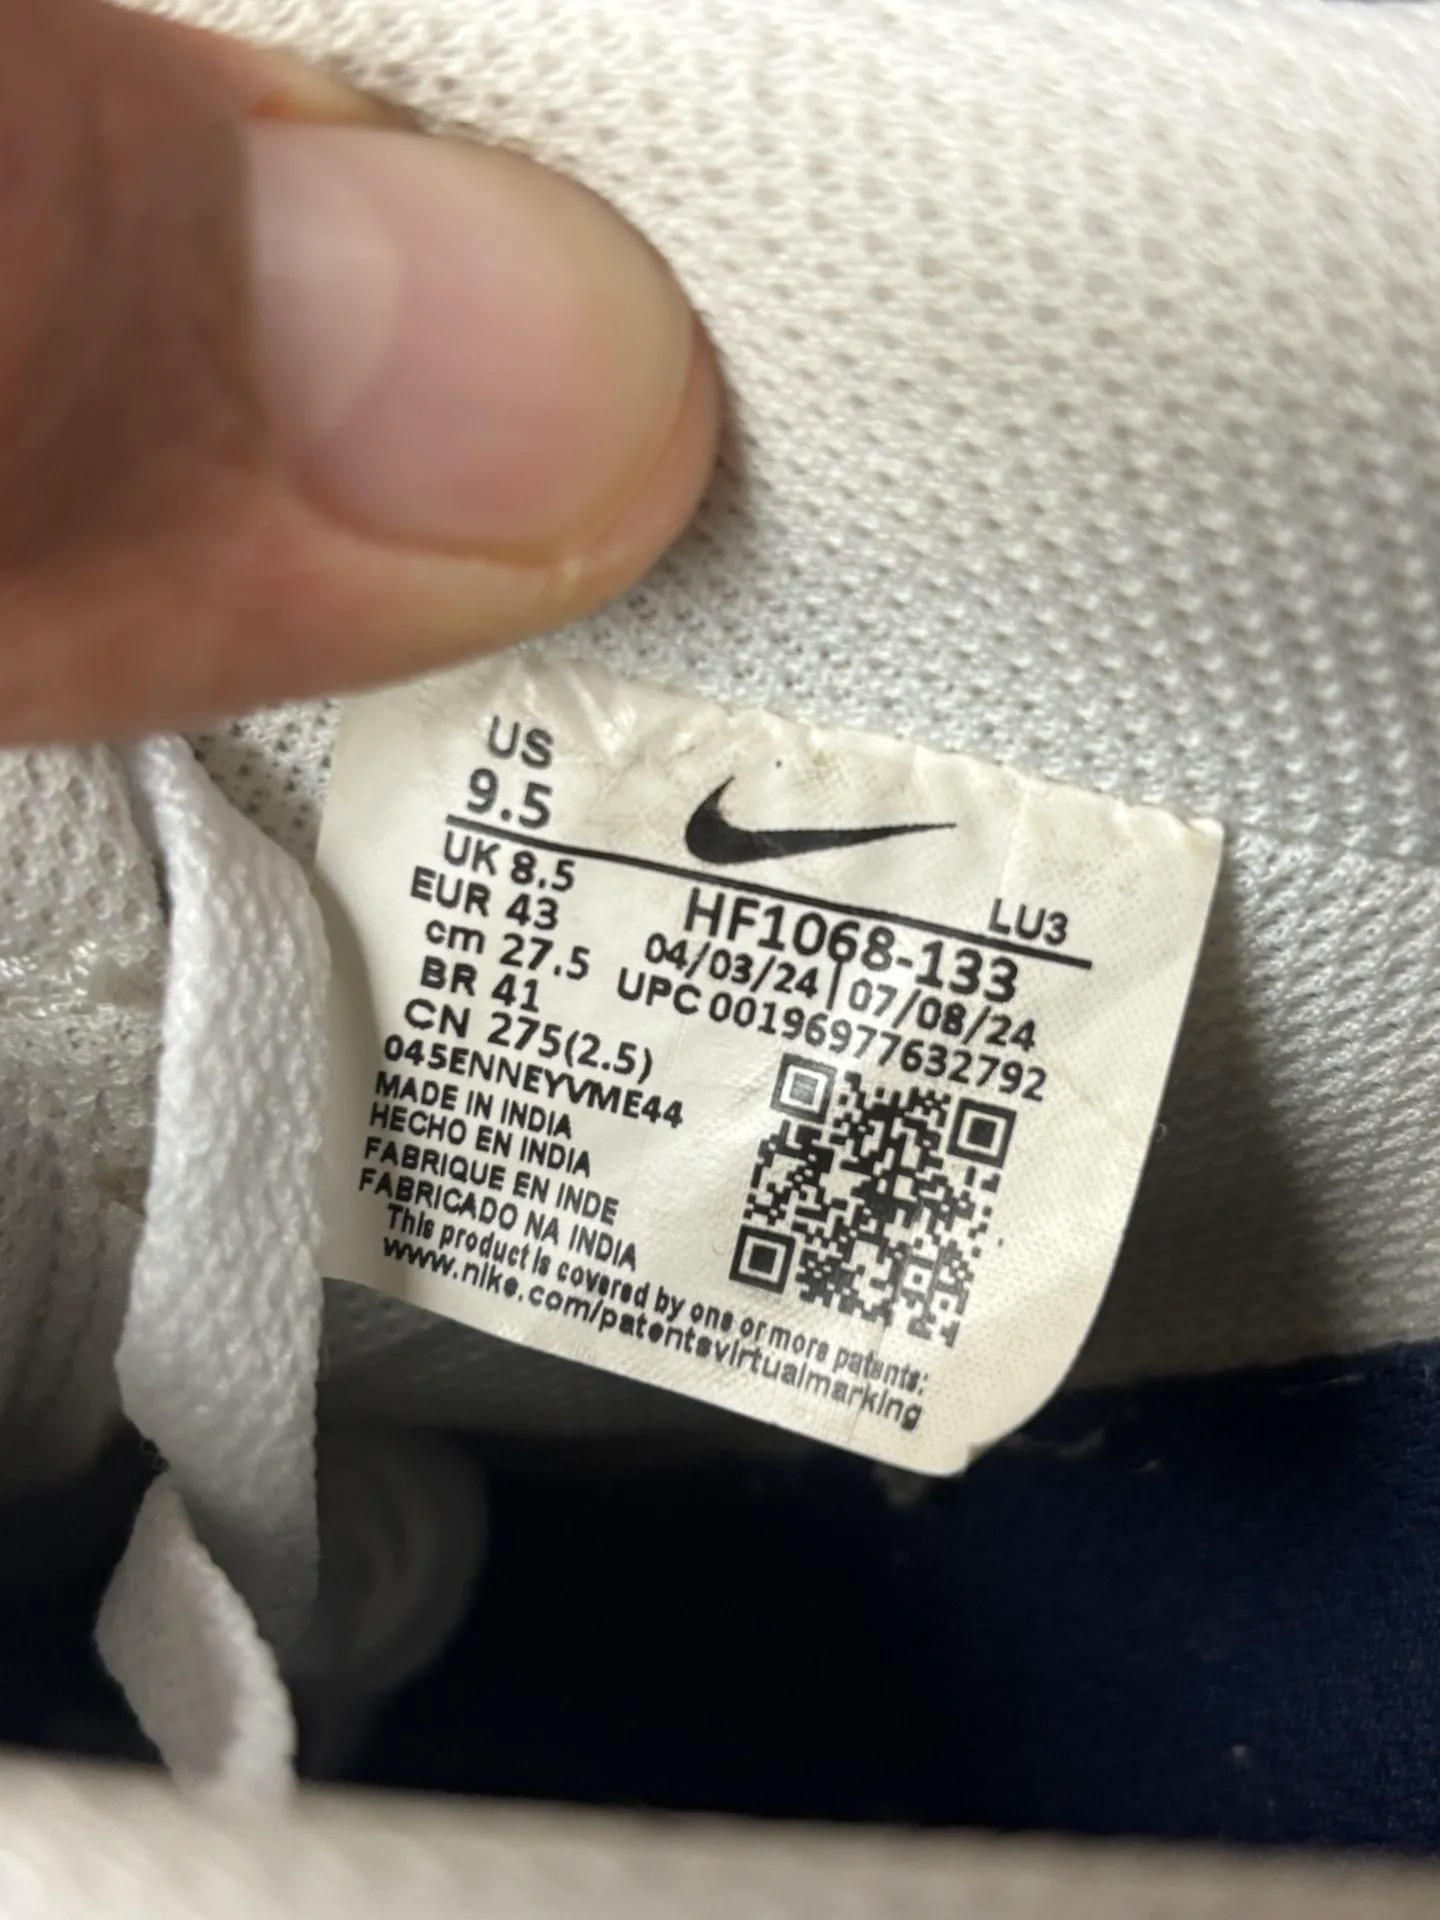 US
9.5
UK 8.5
EUR 43
cm 27.5
BR 41
CN 275(2.5)
LU3
HF1068-133
04/03/24|07/08/24
UPC 00196977632792
045ENNEYVME44
MADE IN INDIA
HECHO EN INDIA
FABRIQUE EN INDE
FABRICADO NA INDIA
This product is covered by one or more patents:
www.nike.com/patentsvirtualmarking